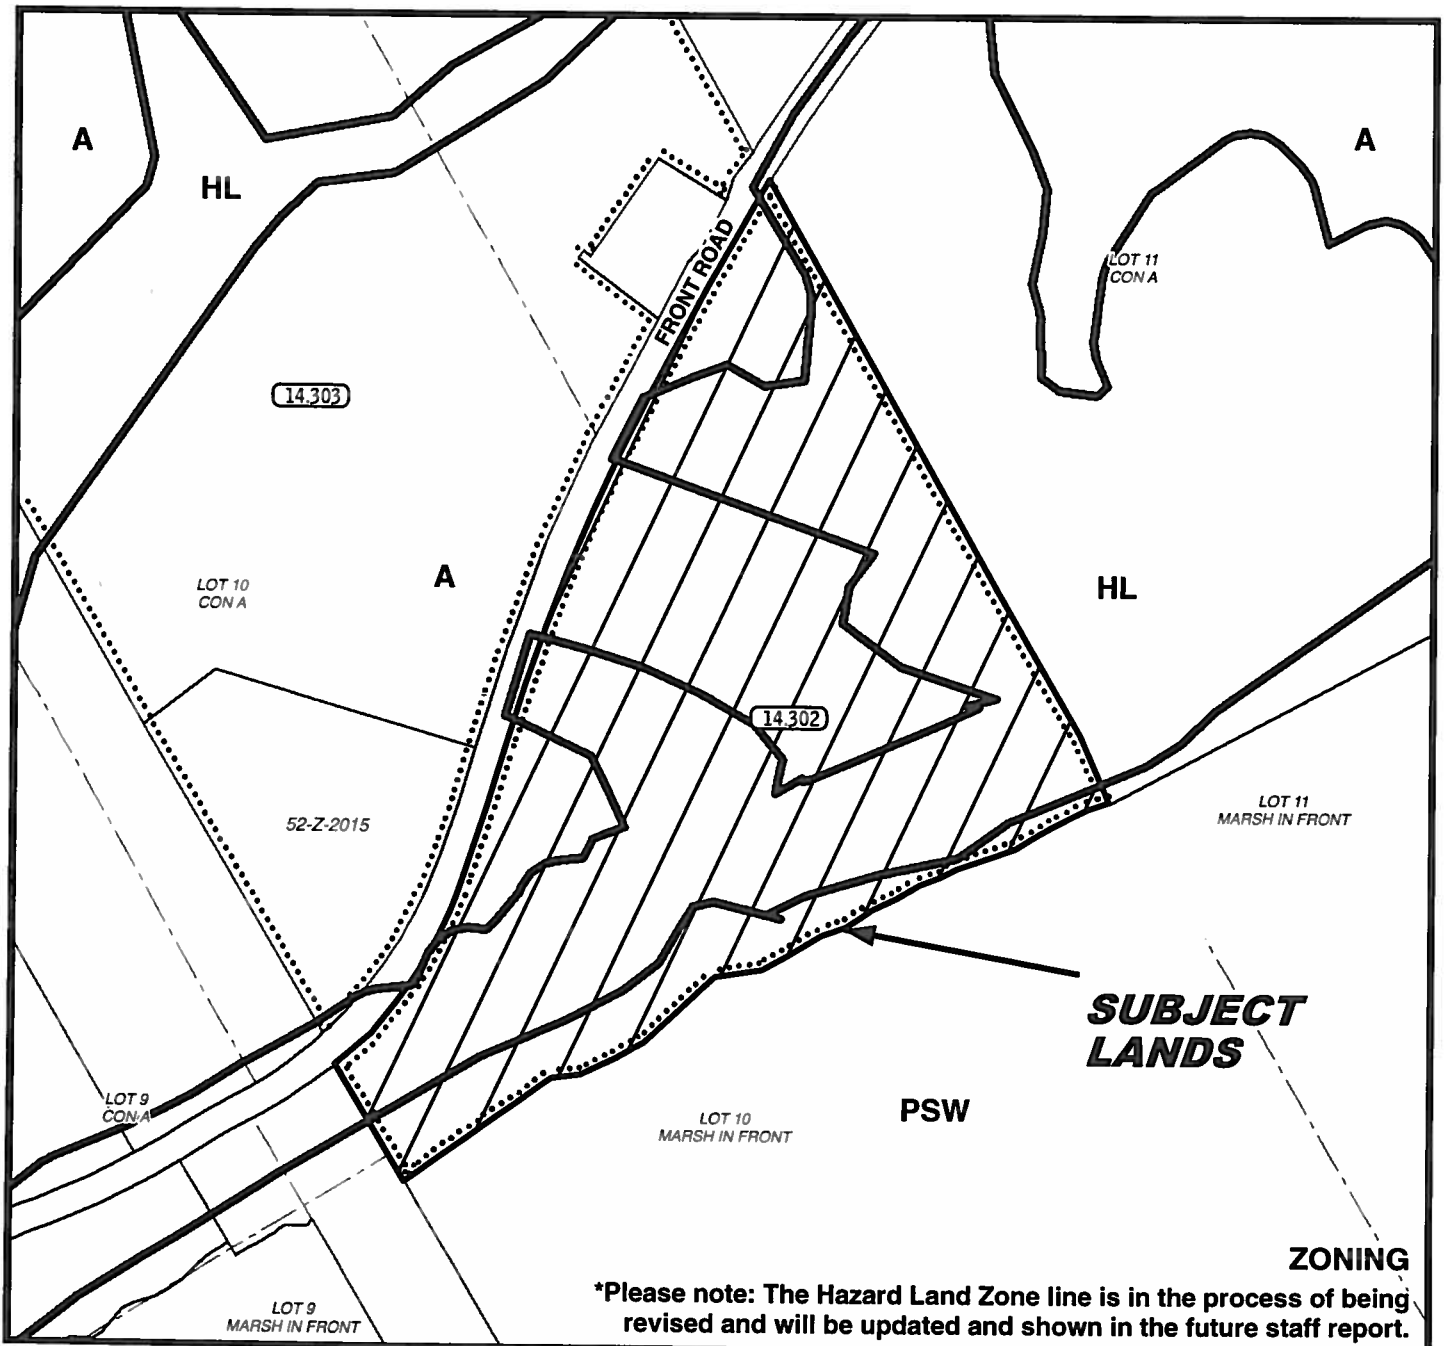 A
A
HL
LOT 11
CON A
FRONT ROAD
14.303
LOT 10
CON A
A
HL
14.302
52-Z-2015
LOT 11
MARSH IN FRONT
SUBJECT
LANDS
LOT 9
CON A
LOT 10
MARSH IN FRONT
PSW
LOT 9
MARSH IN FRONT
ZONING
*Please note: The Hazard Land Zone line is in the process of being
revised and will be updated and shown in the future staff report.